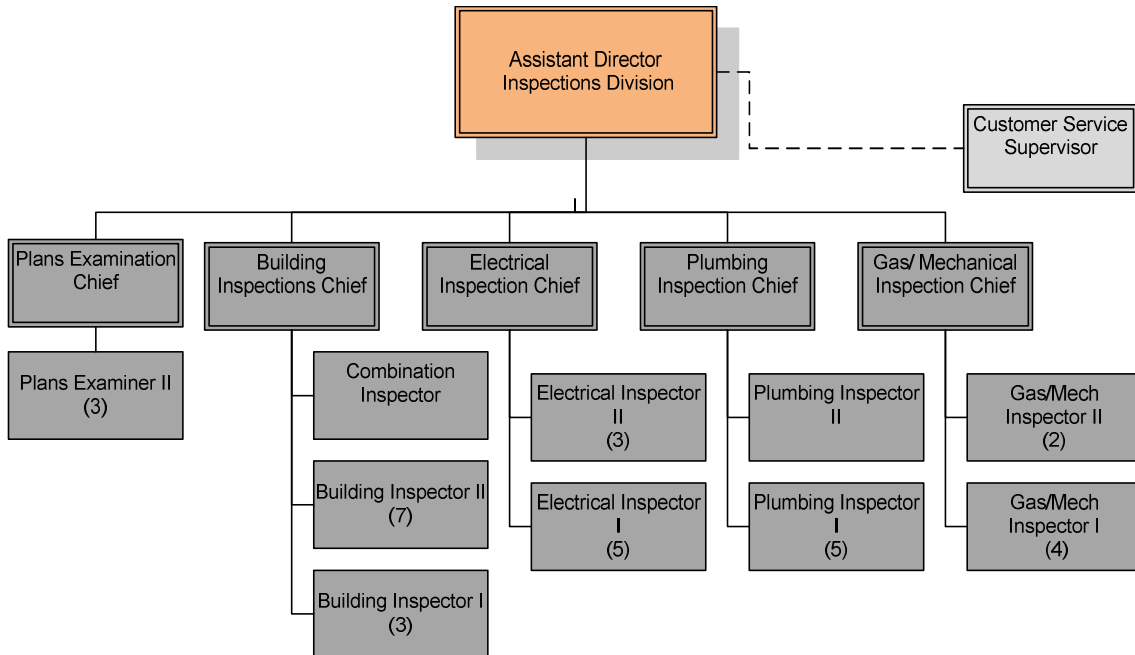 Assistant Director
Inspections Division
Customer Service
Supervisor
Plans Examination
Chief
Building
Inspections Chief
Electrical
Inspection Chief
Plumbing
Inspection Chief
Gas/ Mechanical
Inspection Chief
Plans Examiner II
(3)
Combination
Inspector
Building Inspector II
(7)
Building Inspector I
(3)
Electrical Inspector
II
(3)
Electrical Inspector
I
(5)
Plumbing Inspector
II
Plumbing Inspector
I
(5)
Gas/Mech
Inspector II
(2)
Gas/Mech
Inspector I
(4)